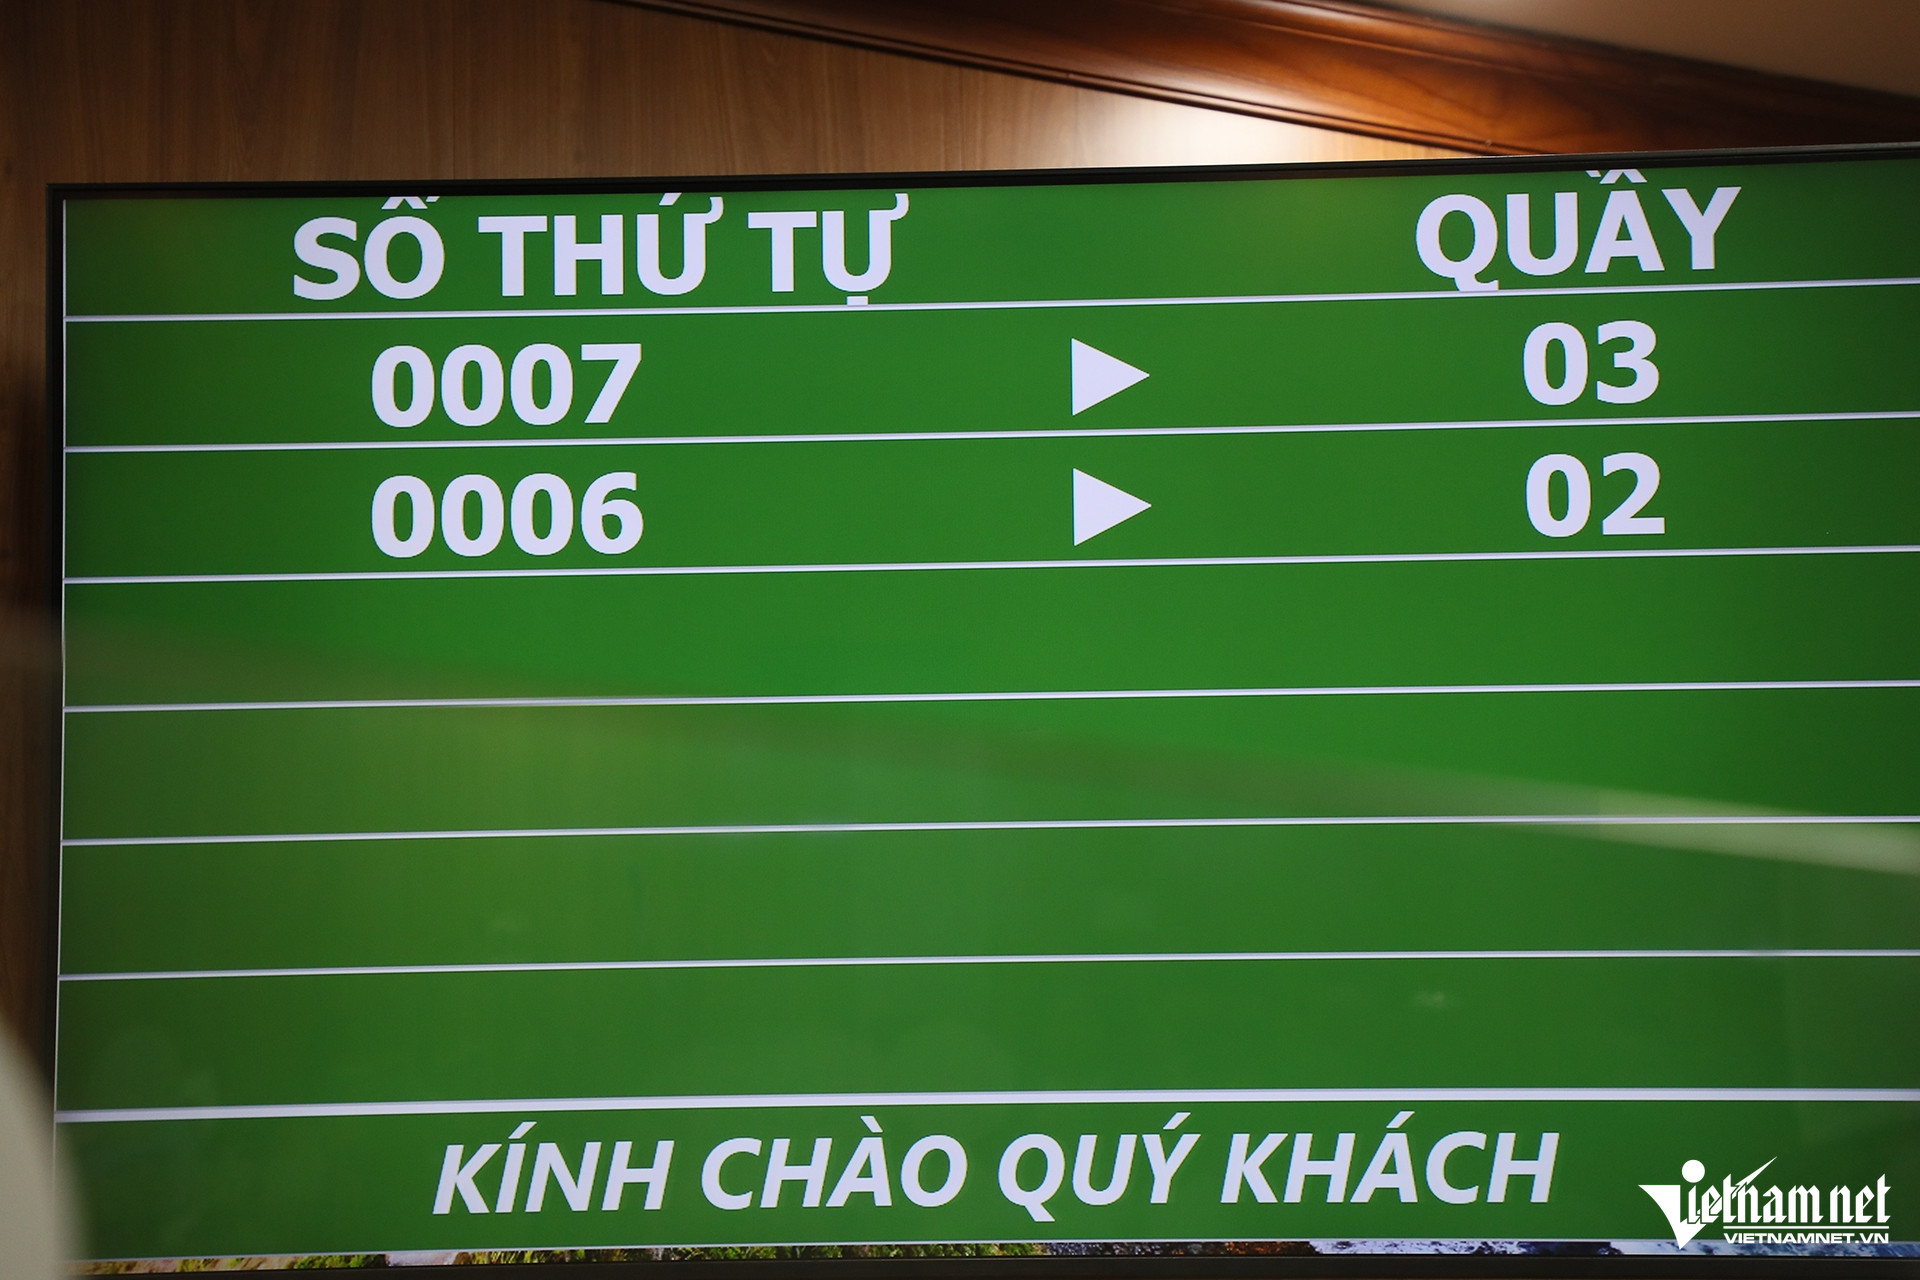 SỐ THỨ TỰ QUẦY
0007 ▶ 03
0006 ▶ 02
KÍNH CHÀO QUÝ KHÁCH
Vietnamnet
VIETNAMNET.VN